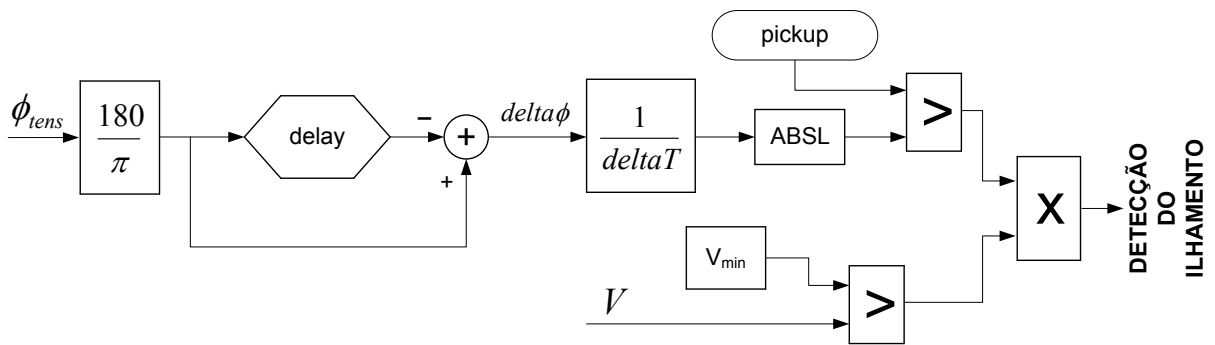 pickup
ϕtens
180
π
delay
−
+
+
deltaϕ
1
deltaT
ABSL
>
X
DETECÇÃO
DO
ILHAMENTO
Vmin
V
>